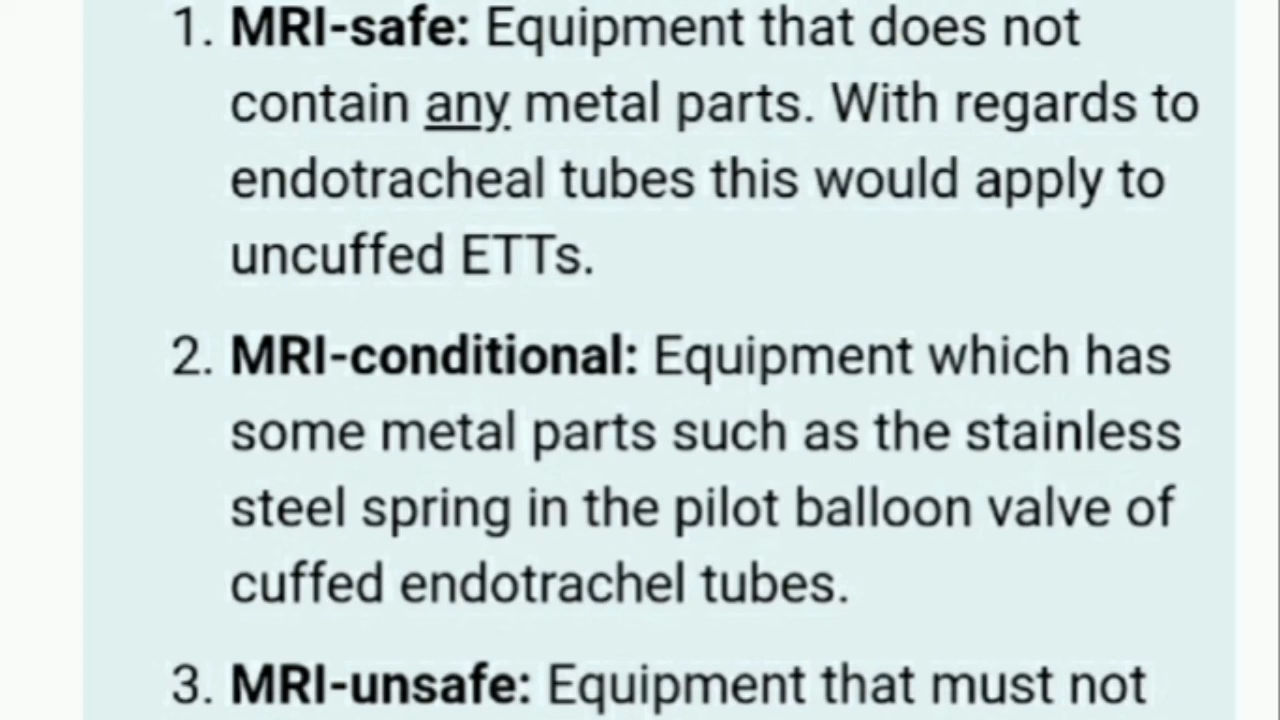 1. MRI-safe: Equipment that does not
contain any metal parts. With regards to
endotracheal tubes this would apply to
uncuffed ETTs.
2. MRI-conditional: Equipment which has
some metal parts such as the stainless
steel spring in the pilot balloon valve of
cuffed endotrachel tubes.
3. MRI-unsafe: Equipment that must not